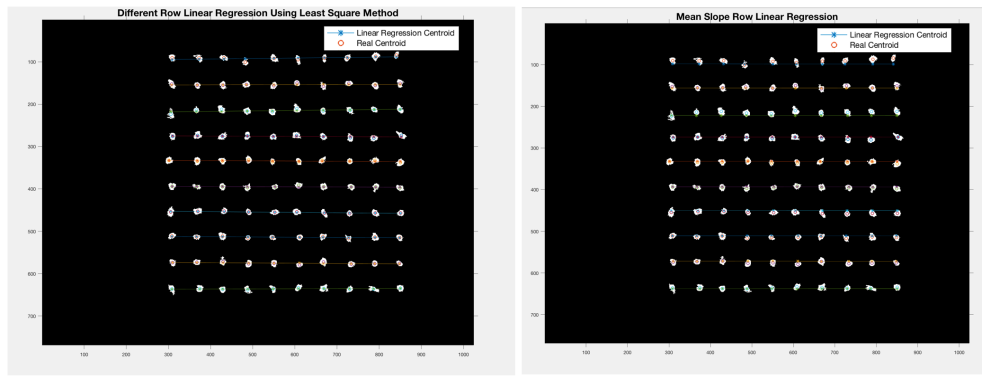 Different Row Linear Regression Using Least Square Method
Linear Regression Centroid
Real Centroid
100
200
300
400
500
600
700
100 200 300 400 500 600 700 800 900 1000
Mean Slope Row Linear Regression
Linear Regression Centroid
Real Centroid
100
200
300
400
500
600
700
100 200 300 400 500 600 700 800 900 1000